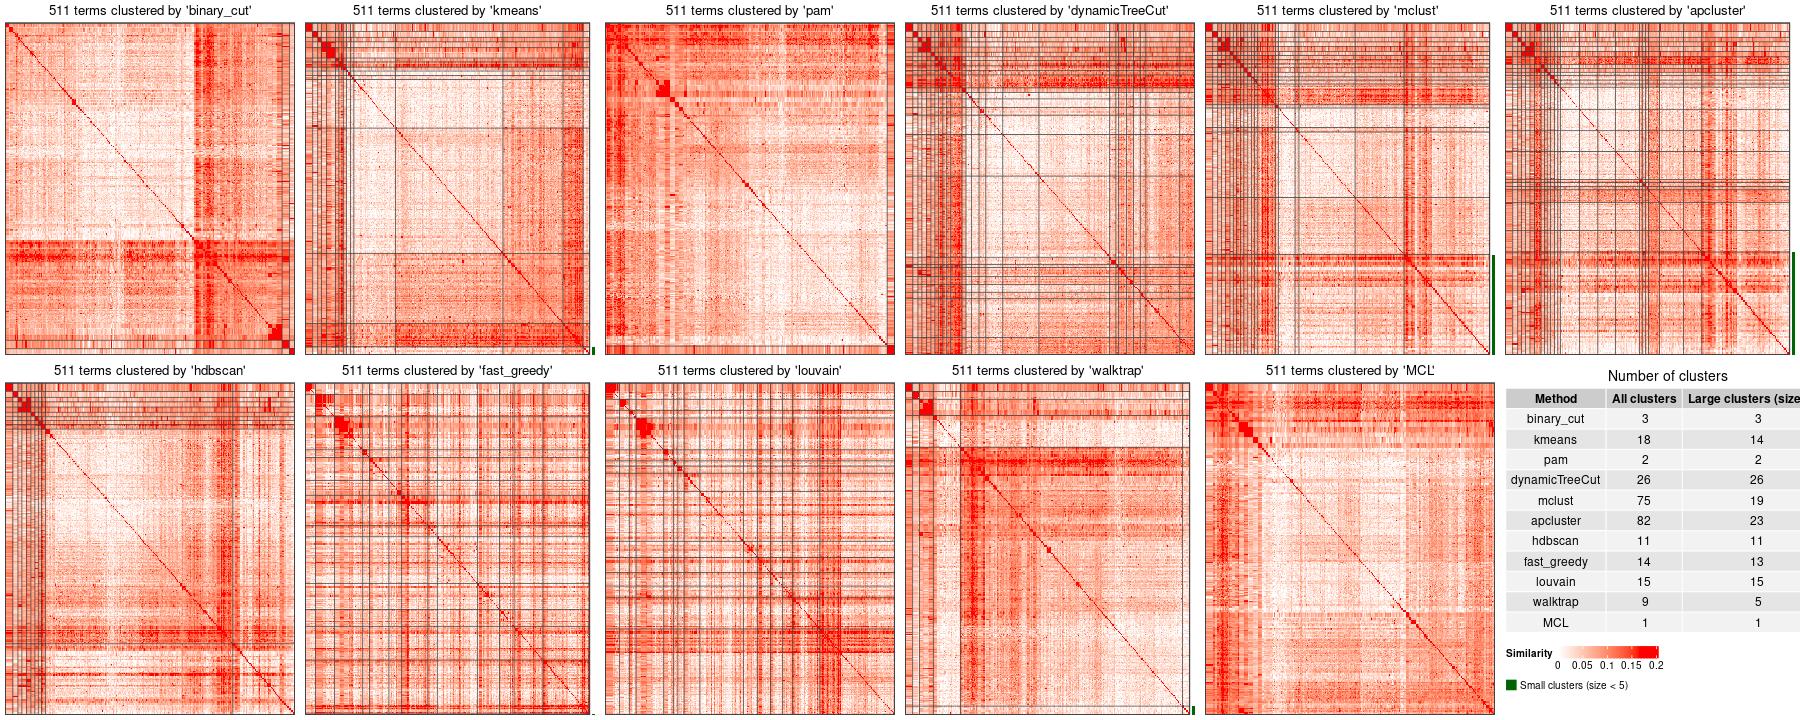 511 terms clustered by 'binary_cut'
511 terms clustered by 'kmeans'
511 terms clustered by 'pam'
511 terms clustered by 'dynamicTreeCut'
511 terms clustered by 'mclust'
511 terms clustered by 'apcluster'
511 terms clustered by 'hdbscan'
511 terms clustered by 'fast_greedy'
511 terms clustered by 'louvain'
511 terms clustered by 'walktrap'
511 terms clustered by 'MCL'
Number of clusters
Method All clusters Large clusters (size
binary_cut 3 3
kmeans 18 14
pam 2 2
dynamicTreeCut 26 26
mclust 75 19
apcluster 82 23
hdbscan 11 11
fast_greedy 14 13
louvain 15 15
walktrap 9 5
MCL 1 1
Similarity
0 0.05 0.1 0.15 0.2
Small clusters (size < 5)